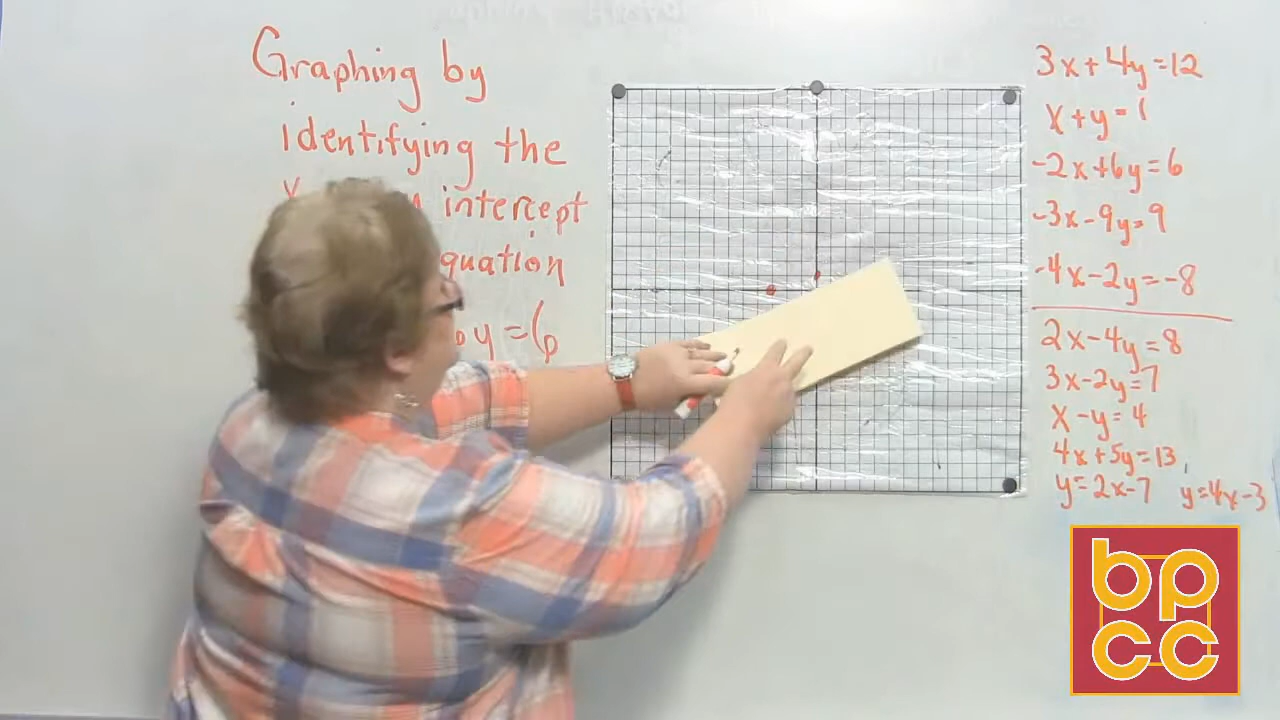 Graphing by
identifying the
intercept
quation
y = 6
3x+4y=12
x+y=1
-2x+6y=6
-3x-9y=9
-4x-2y=-8
2x-4y=8
3x-2y=7
x-y=4
4x+5y=13
y=2x-7 y=4x-3
bp
cc